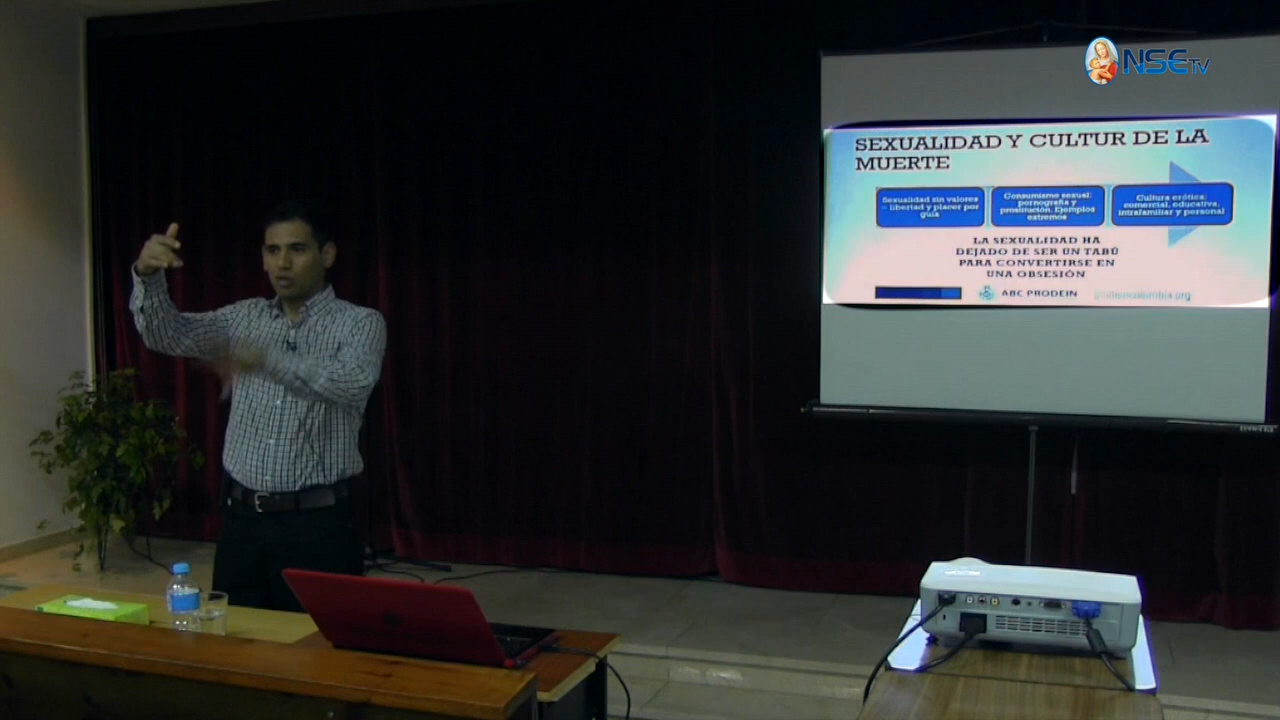 NSETV
SEXUALIDAD Y CULTUR DE LA
MUERTE
Sexualidad sin valores
– libertad y placer por
guía
Consumismo sexual:
pornografía y
prostitución. Ejemplos
extremos
Cultura erótica:
comercial, educativa,
intrafamiliar y personal
LA SEXUALIDAD HA
DEJADO DE SER UN TABÚ
PARA CONVERTIRSE EN
UNA OBSESIÓN
ABC PRODEIN